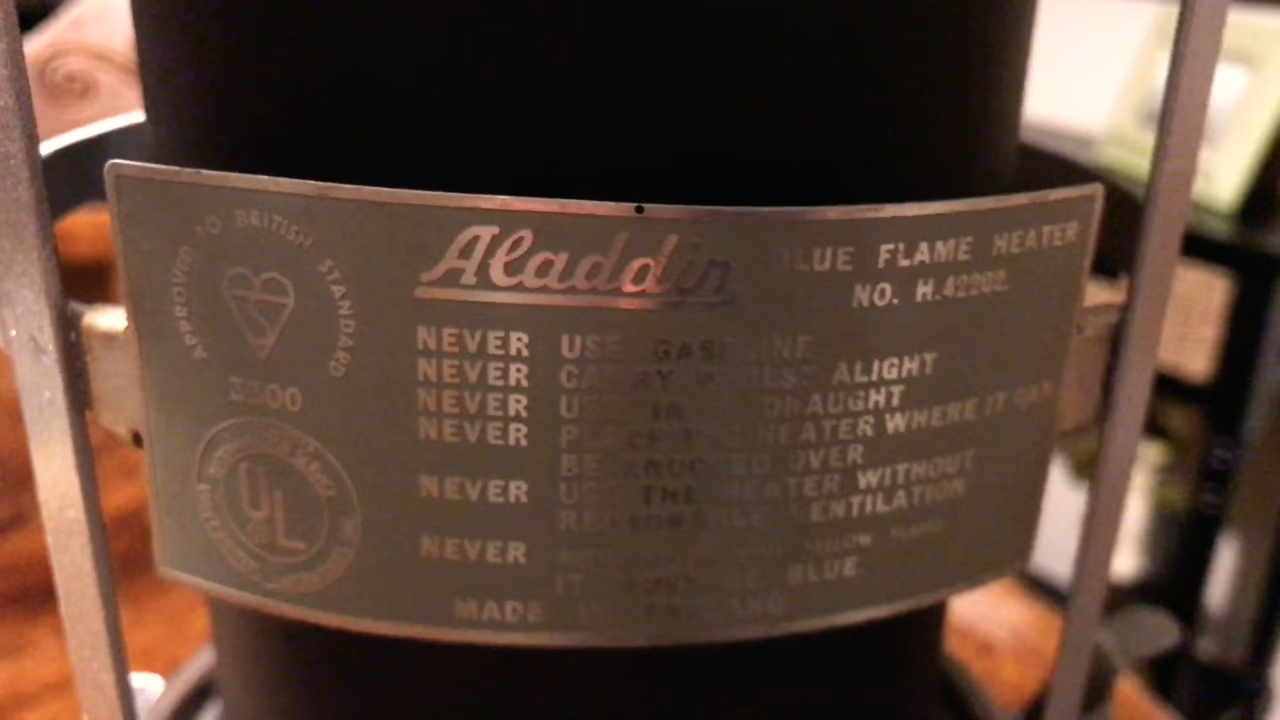 APPROVED TO BRITISH STANDARD
3300
UL
Aladdin BLUE FLAME HEATER
NO. H.42202
NEVER USE GASOLINE
NEVER CARRY WHILST ALIGHT
NEVER USE IN DRAUGHT
NEVER PLACE THE HEATER WHERE IT CAN
BE KNOCKED OVER
NEVER USE THE HEATER WITHOUT
REASONABLE VENTILATION
NEVER YELLOW FLAME
IT MUST BE BLUE
MADE IN ENGLAND